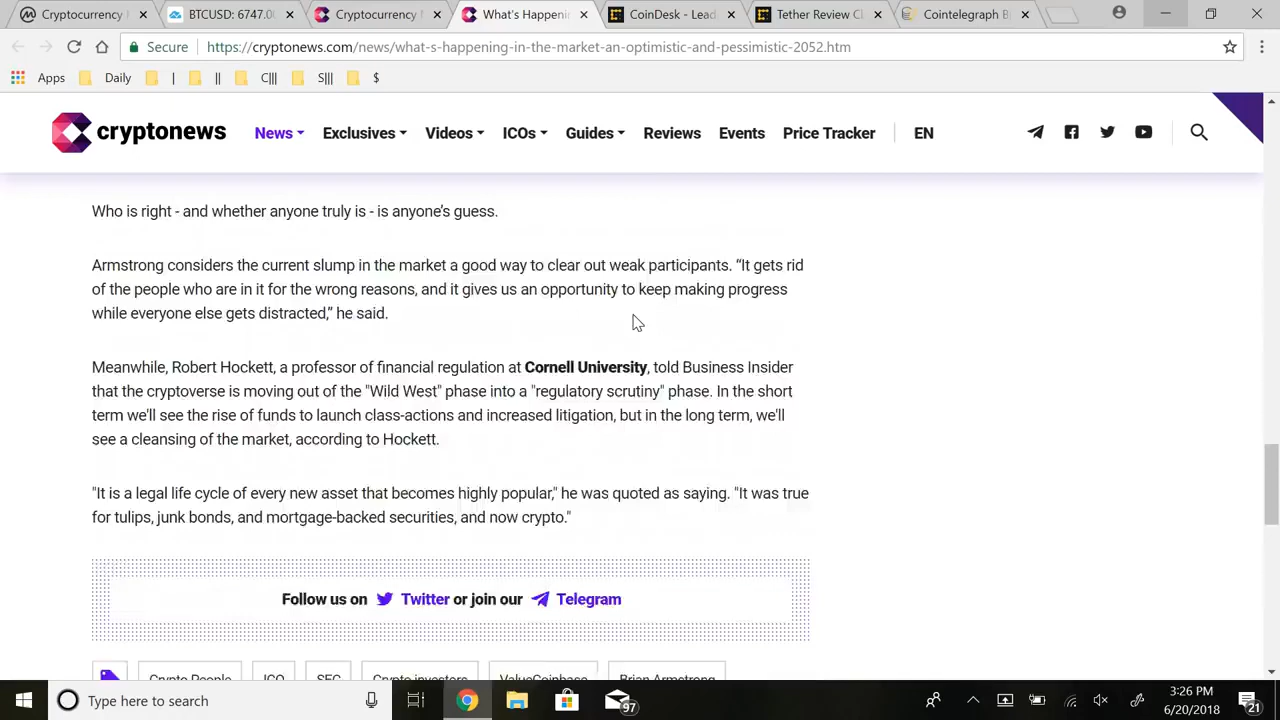 Cryptocurrency
BTCUSD: 6747.0
Cryptocurrency
What's Happenin
CoinDesk - Lead
Tether Review
Cointelegraph B
Secure
https://cryptonews.com/news/what-s-happening-in-the-market-an-optimistic-and-pessimistic-2052.htm
Apps
Daily
|
||
C|||
S|||
$
cryptonews
News
Exclusives
Videos
ICOs
Guides
Reviews
Events
Price Tracker
EN
Who is right - and whether anyone truly is - is anyone’s guess.
Armstrong considers the current slump in the market a good way to clear out weak participants. “It gets rid
of the people who are in it for the wrong reasons, and it gives us an opportunity to keep making progress
while everyone else gets distracted,” he said.
Meanwhile, Robert Hockett, a professor of financial regulation at Cornell University, told Business Insider
that the cryptoverse is moving out of the "Wild West" phase into a "regulatory scrutiny" phase. In the short
term we'll see the rise of funds to launch class-actions and increased litigation, but in the long term, we'll
see a cleansing of the market, according to Hockett.
"It is a legal life cycle of every new asset that becomes highly popular," he was quoted as saying. "It was true
for tulips, junk bonds, and mortgage-backed securities, and now crypto."
Follow us on Twitter or join our Telegram
Crypto People
ICO
SEC
Crypto investors
ValueCoinbase
Brian Armstrong
Type here to search
97
3:26 PM
6/20/2018
21